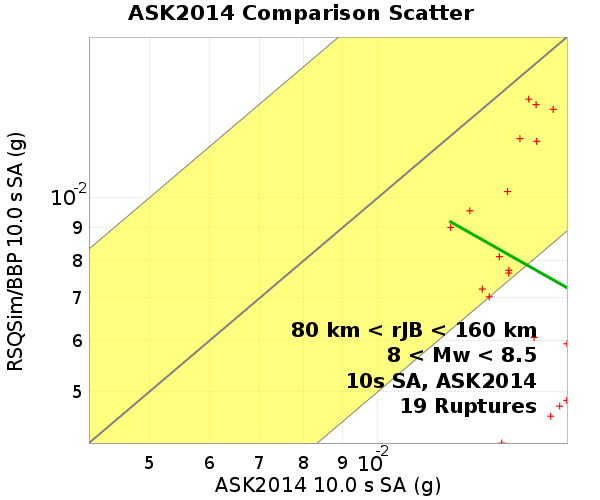 ASK2014 Comparison Scatter
RSQSim/BBP 10.0 s SA (g)
10-2
9
8
7
6
5
80 km < rJB < 160 km
8 < Mw < 8.5
10s SA, ASK2014
19 Ruptures
5 6 7 8 9 10-2
ASK2014 10.0 s SA (g)